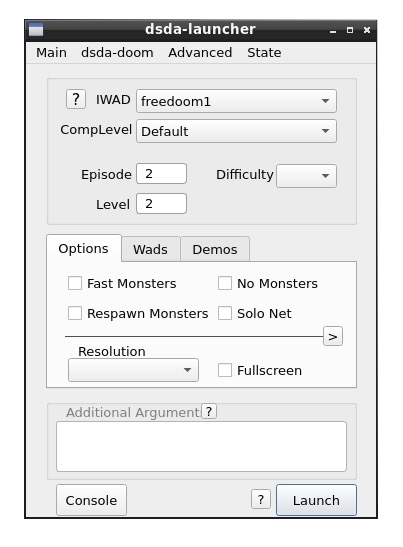 dsda-launcher
Main dsda-doom Advanced State
? IWAD freedoom1
CompLevel Default
Episode 2 Difficulty
Level 2
Options Wads Demos
Fast Monsters No Monsters
Respawn Monsters Solo Net
>
Resolution
Fullscreen
Additional Argument ?
Console ? Launch